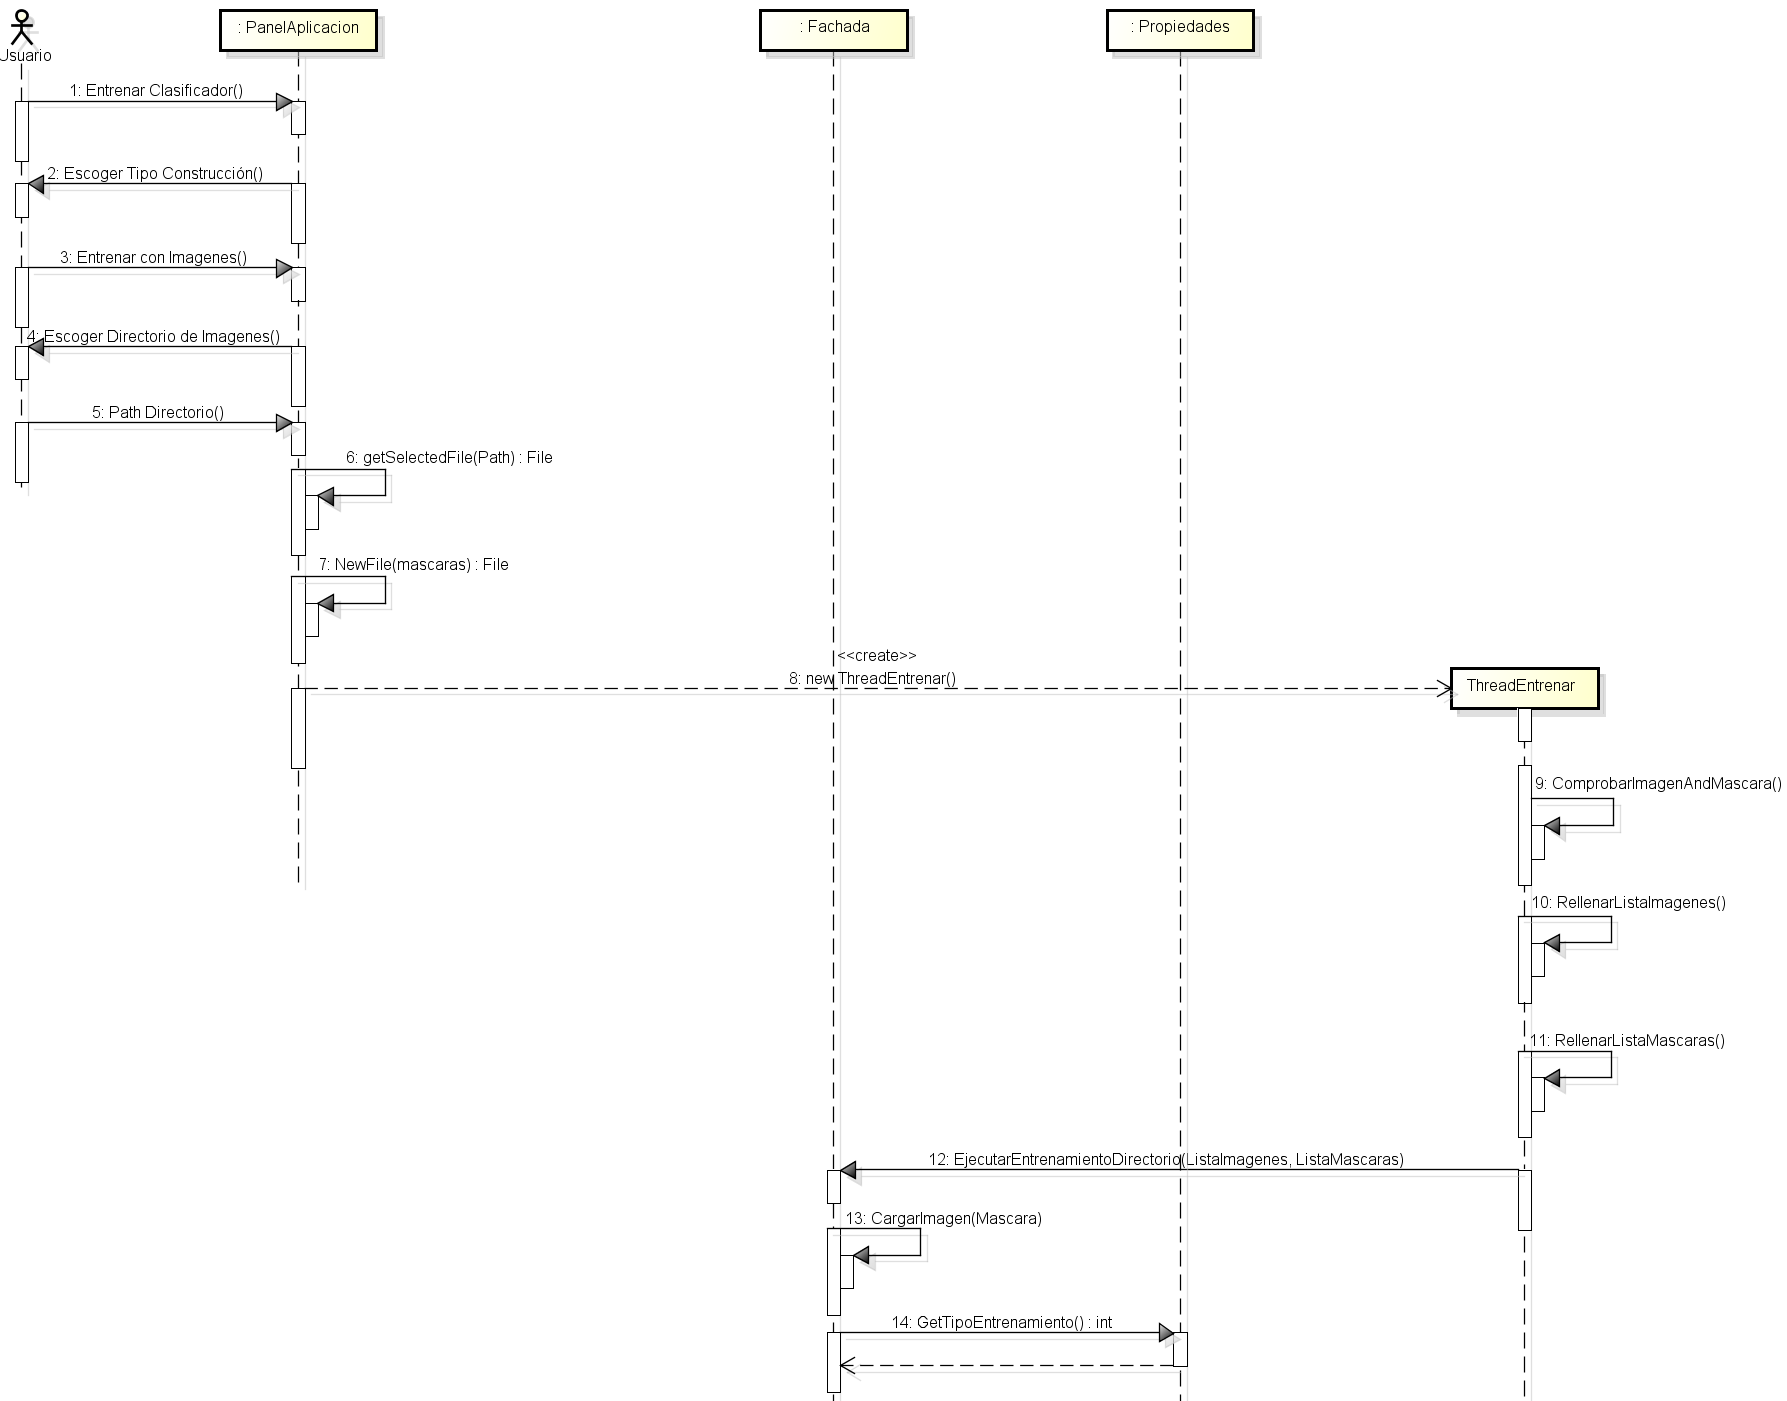 Usuario
: PanelAplicacion
: Fachada
: Propiedades
1: Entrenar Clasificador()
2: Escoger Tipo Construcción()
3: Entrenar con Imagenes()
4: Escoger Directorio de Imagenes()
5: Path Directorio()
6: getSelectedFile(Path) : File
7: NewFile(mascaras) : File
<<create>>
8: new ThreadEntrenar()
ThreadEntrenar
9: ComprobarImagenAndMascara()
10: RellenarListaImagenes()
11: RellenarListaMascaras()
12: EjecutarEntrenamientoDirectorio(ListaImagenes, ListaMascaras)
13: CargarImagen(Mascara)
14: GetTipoEntrenamiento() : int